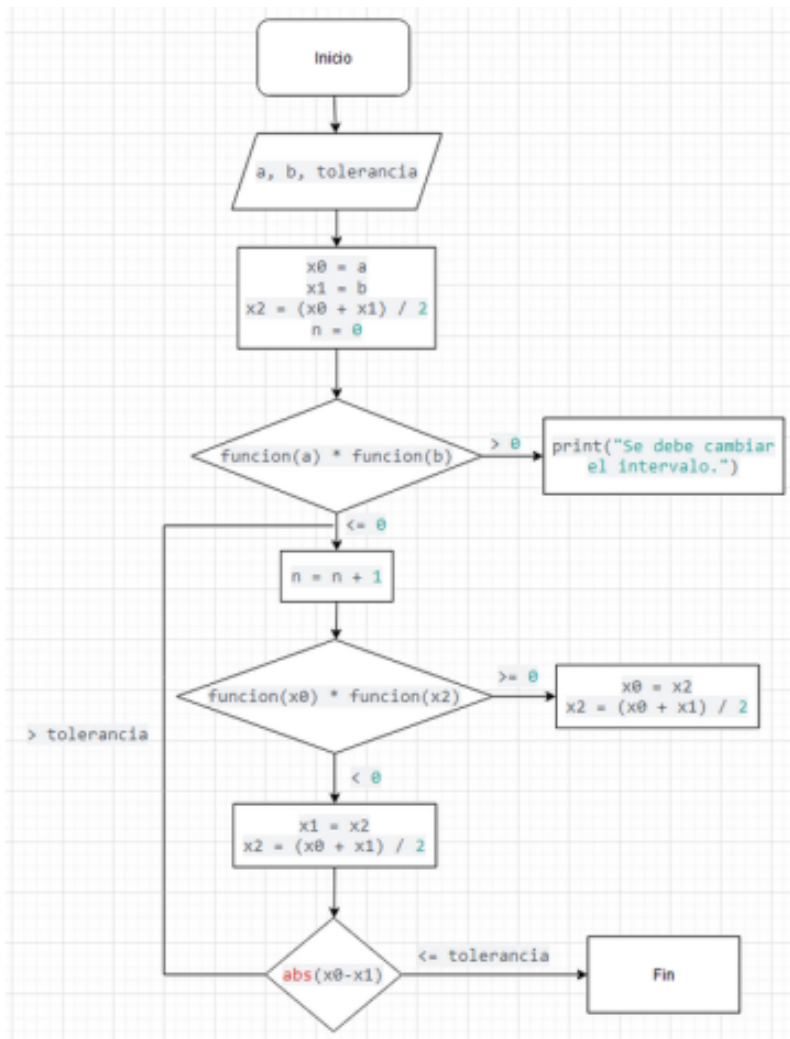 Inicio
a, b, tolerancia
x0 = a
x1 = b
x2 = (x0 + x1) / 2
n = 0
funcion(a) * funcion(b)
> 0
print("Se debe cambiar
el intervalo.")
<= 0
n = n + 1
funcion(x0) * funcion(x2)
>= 0
x0 = x2
x2 = (x0 + x1) / 2
> tolerancia
< 0
x1 = x2
x2 = (x0 + x1) / 2
abs(x0-x1)
<= tolerancia
Fin